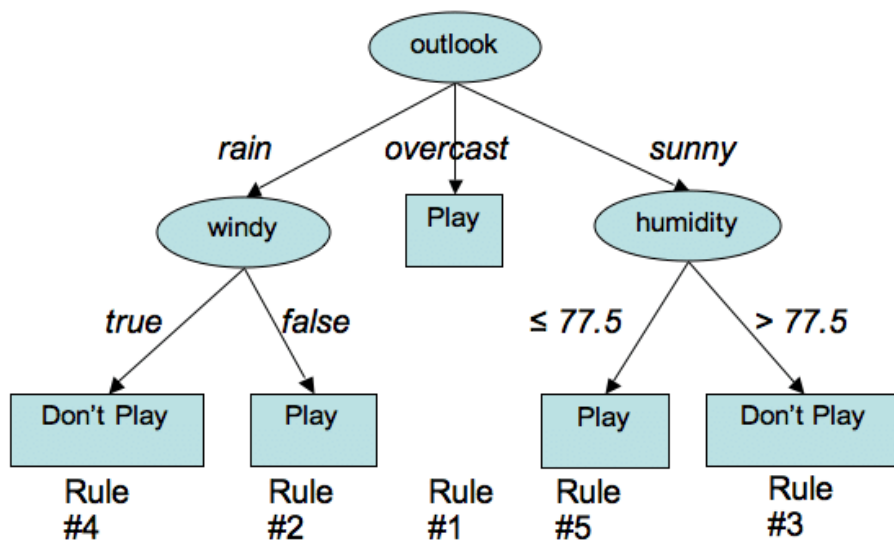 outlook
rain overcast sunny
windy Play humidity
true false ≤ 77.5 > 77.5
Don't Play Play Play Don't Play
Rule Rule Rule Rule Rule
#4 #2 #1 #5 #3